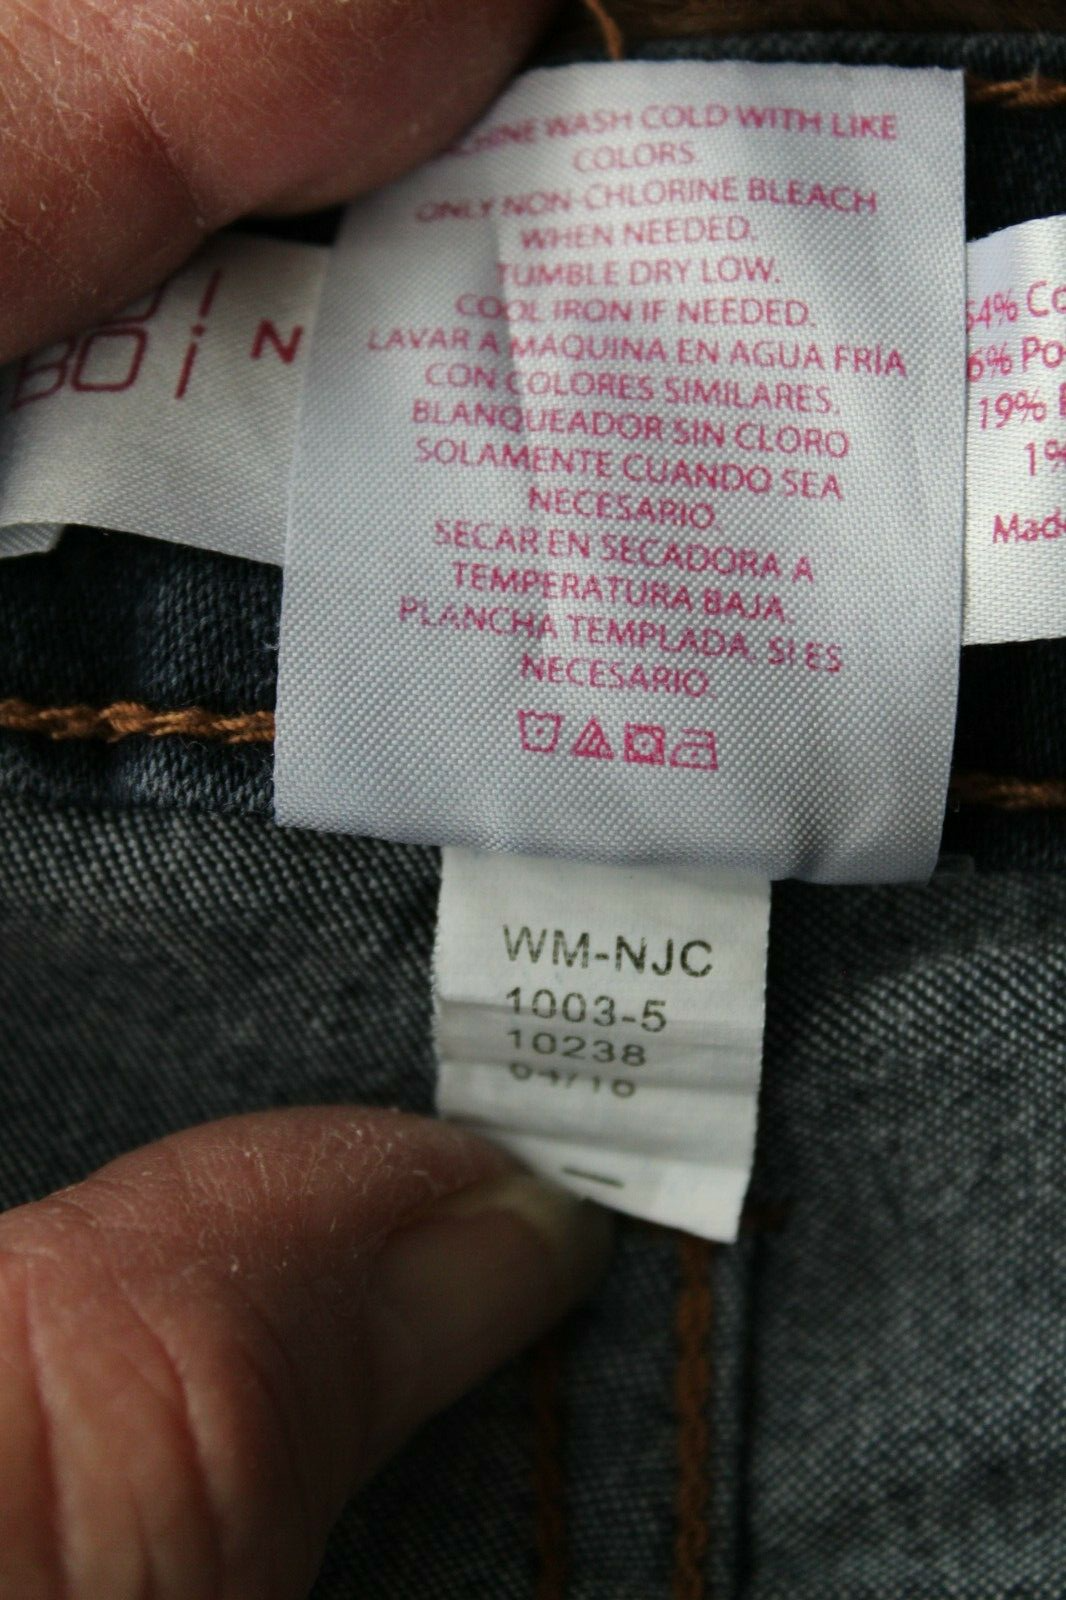 WASH COLD WITH LIKE
COLORS.
ONLY NON-CHLORINE BLEACH
WHEN NEEDED.
TUMBLE DRY LOW.
COOL IRON IF NEEDED.
LAVAR A MÁQUINA EN AGUA FRÍA
CON COLORES SIMILARES.
BLANQUEADOR SIN CLORO
SOLAMENTE CUANDO SEA
NECESARIO.
SECAR EN SECADORA A
TEMPERATURA BAJA.
PLANCHA TEMPLADA, SI ES
NECESARIO.
N
19%
1%
WM-NJC
1003-5
10238